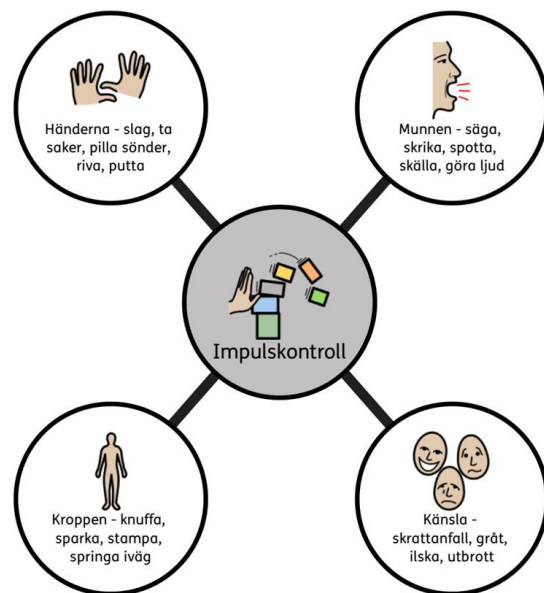 Händerna - slag, ta
saker, pilla sönder,
riva, putta
Munnen - säga,
skrika, spotta,
skälla, göra ljud
Impulskontroll
Kroppen - knuffa,
sparka, stampa,
springa iväg
Känsla -
skrattanfall, gråt,
ilska, utbrott